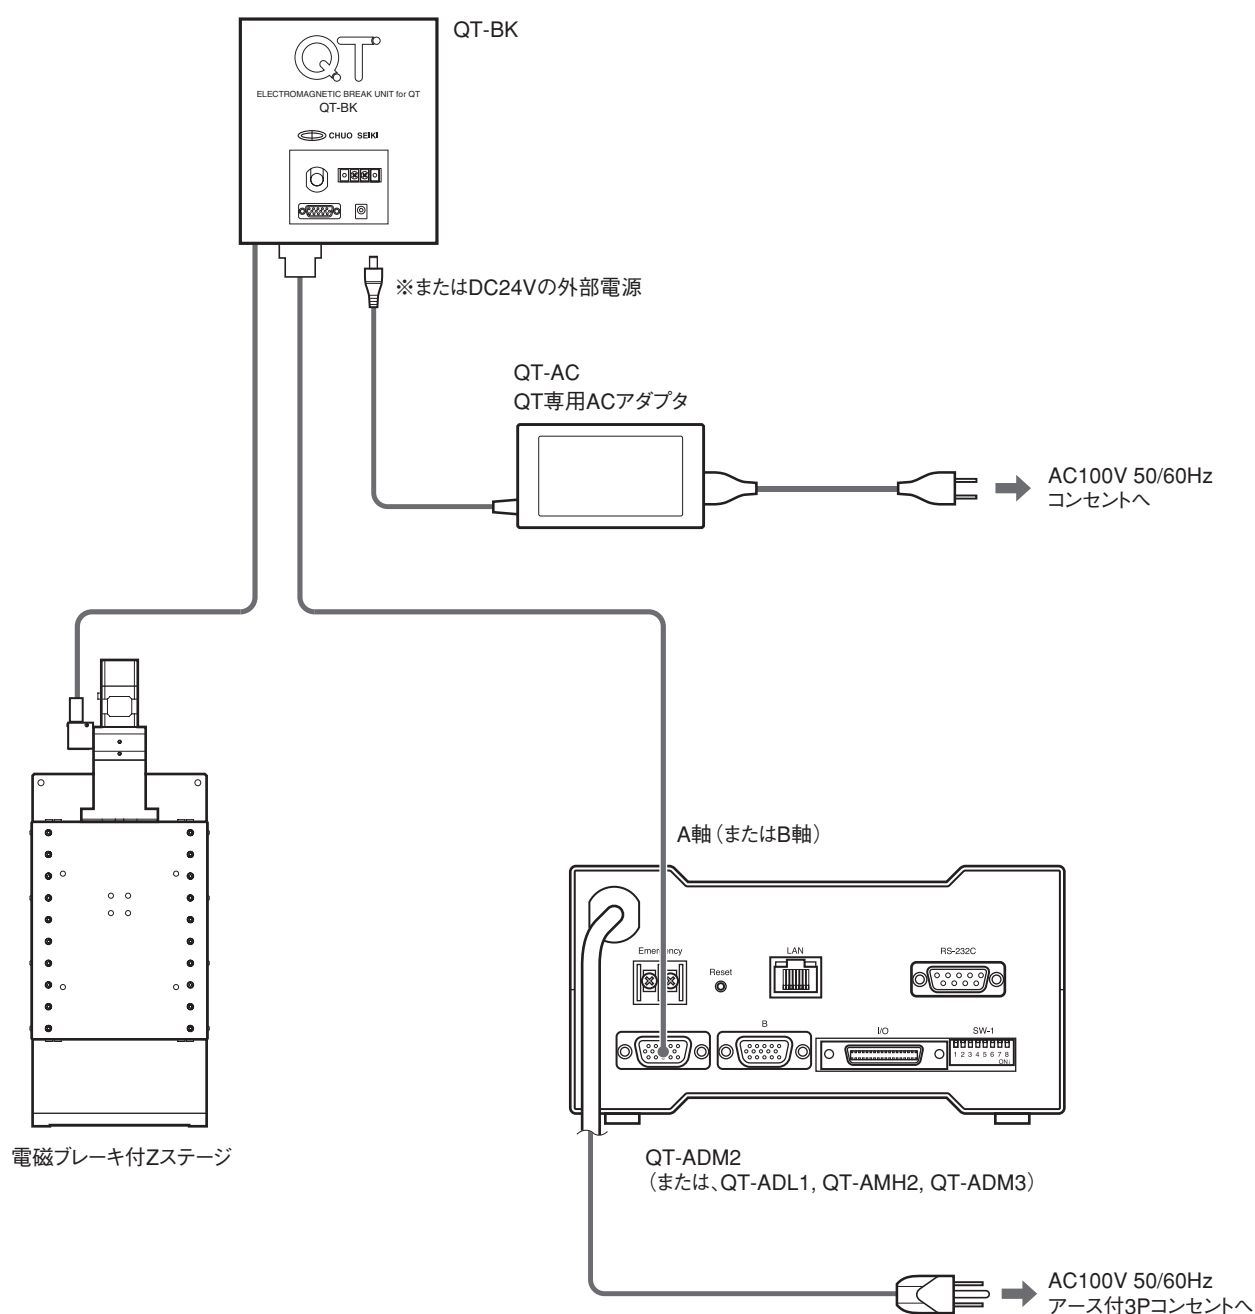 QT-BK
QT
ELECTROMAGNETIC BREAK UNIT for QT
QT-BK
CHUO SEIKI
※またはDC24Vの外部電源
QT-AC
QT専用ACアダプタ
AC100V 50/60Hz
コンセントへ
A軸（またはB軸）
Emergency
Reset
LAN
RS-232C
B
I/O
SW-1
1 2 3 4 5 6 7 8
ON↓
電磁ブレーキ付Zステージ
QT-ADM2
（または、QT-ADL1, QT-AMH2, QT-ADM3）
AC100V 50/60Hz
アース付3Pコンセントへ